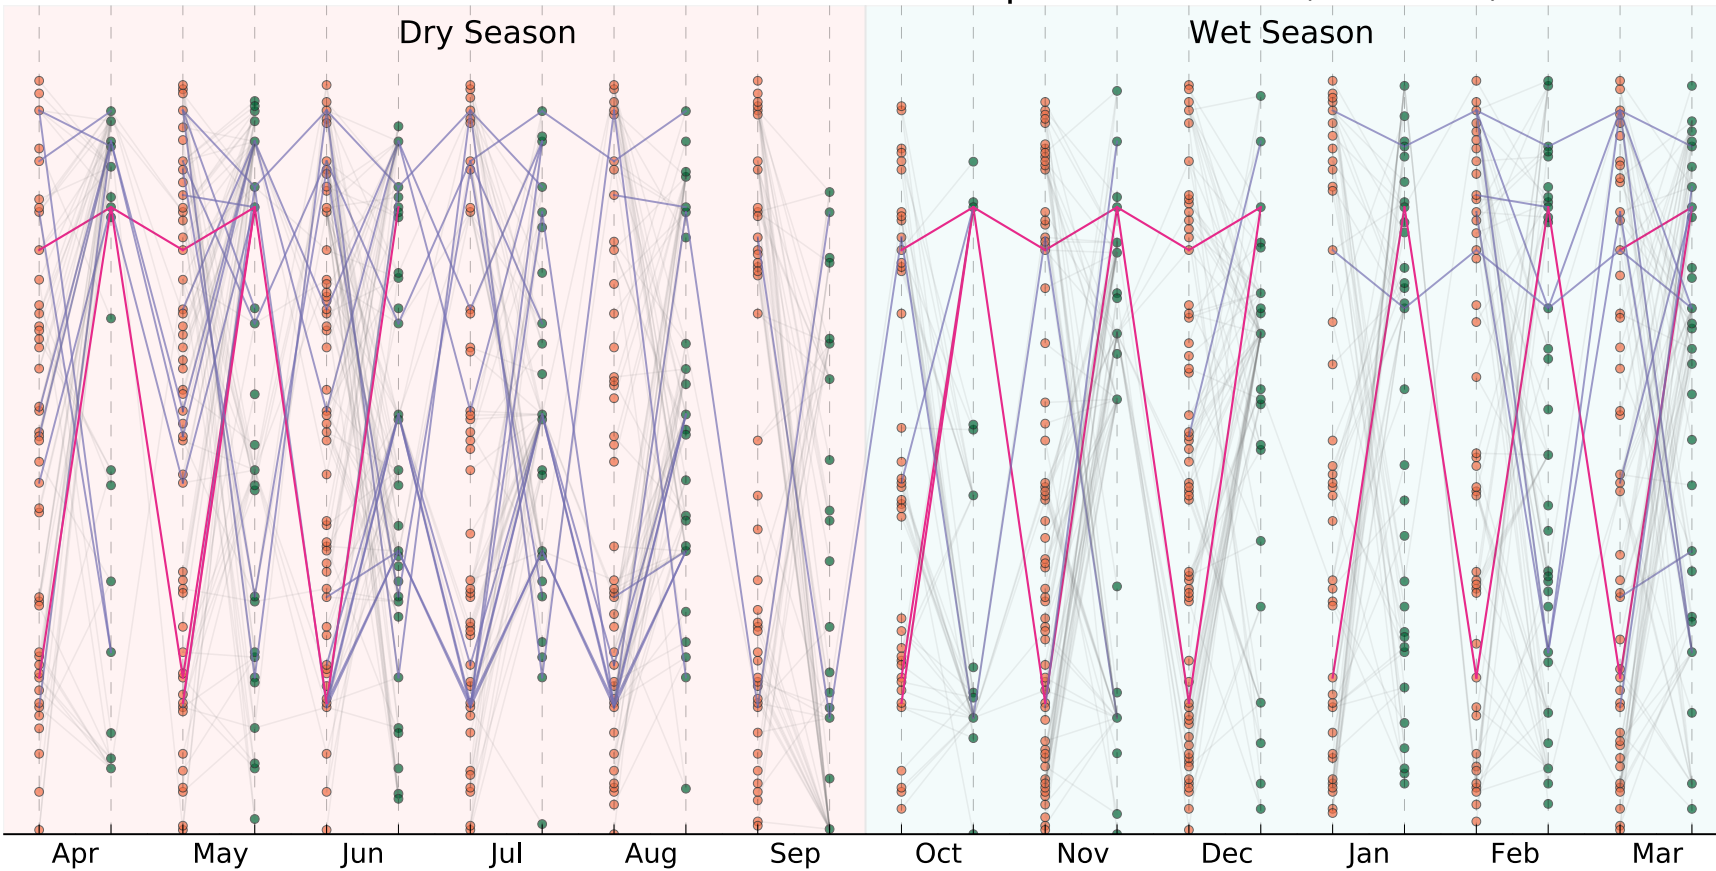 Dry Season
Wet Season
Apr
May
Jun
Jul
Aug
Sep
Oct
Nov
Dec
Jan
Feb
Mar